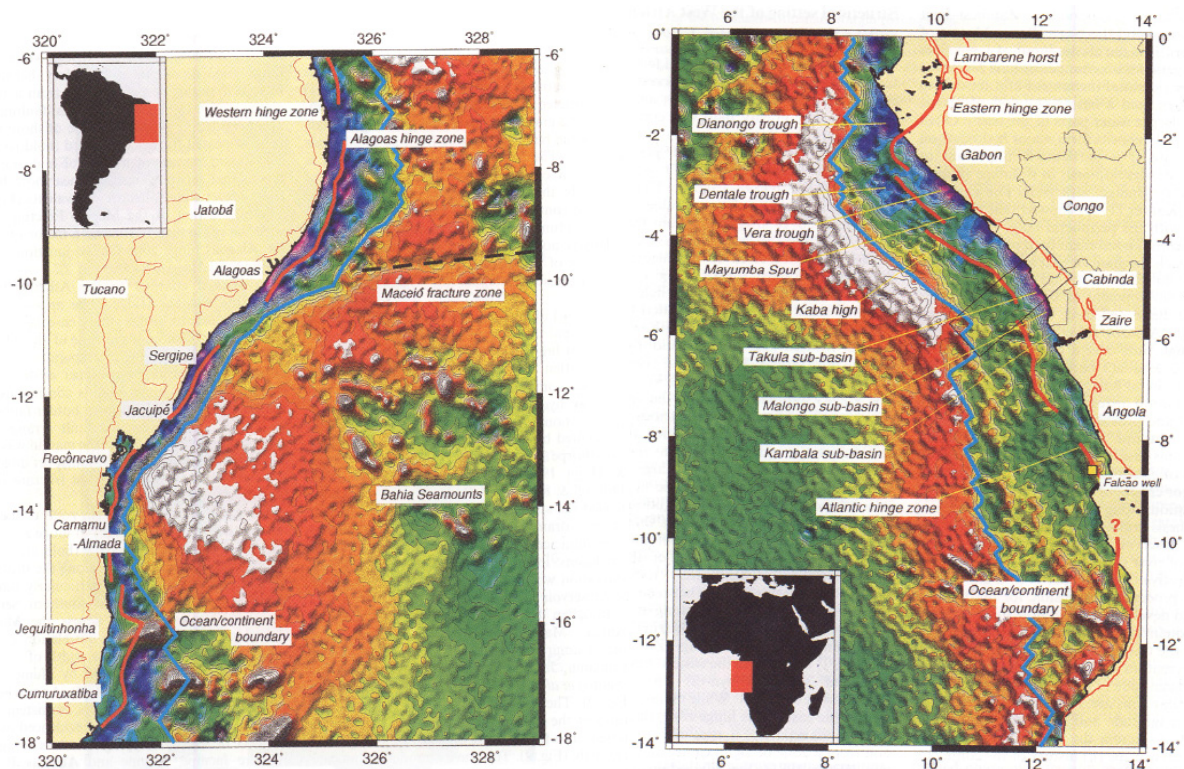 320˚
322˚
324˚
326˚
328˚
-6˚
-6˚
Western hinge zone
Alagoas hinge zone
-8˚
-8˚
Jatobá
Alagoas
-10˚
-10˚
Tucano
Maceió fracture zone
Sergipe
-12˚
-12˚
Jacuipé
Recôncavo
-14˚
-14˚
Bahia Seamounts
Camamu
-Almada
Jequitinhonha
Ocean/continent
boundary
-16˚
-16˚
Cumuruxatiba
-18˚
-18˚
320˚
322˚
324˚
326˚
328˚
6˚
8˚
10˚
12˚
14˚
0˚
0˚
Lambarene horst
Eastern hinge zone
Dianongo trough
-2˚
-2˚
Gabon
Dentale trough
Congo
Vera trough
-4˚
-4˚
Mayumba Spur
Cabinda
Kaba high
Zaire
-6˚
-6˚
Takula sub-basin
Malongo sub-basin
Angola
-8˚
-8˚
Kambala sub-basin
Falcão well
Atlantic hinge zone
?
-10˚
-10˚
Ocean/continent
boundary
-12˚
-12˚
-14˚
-14˚
6˚
8˚
10˚
12˚
14˚